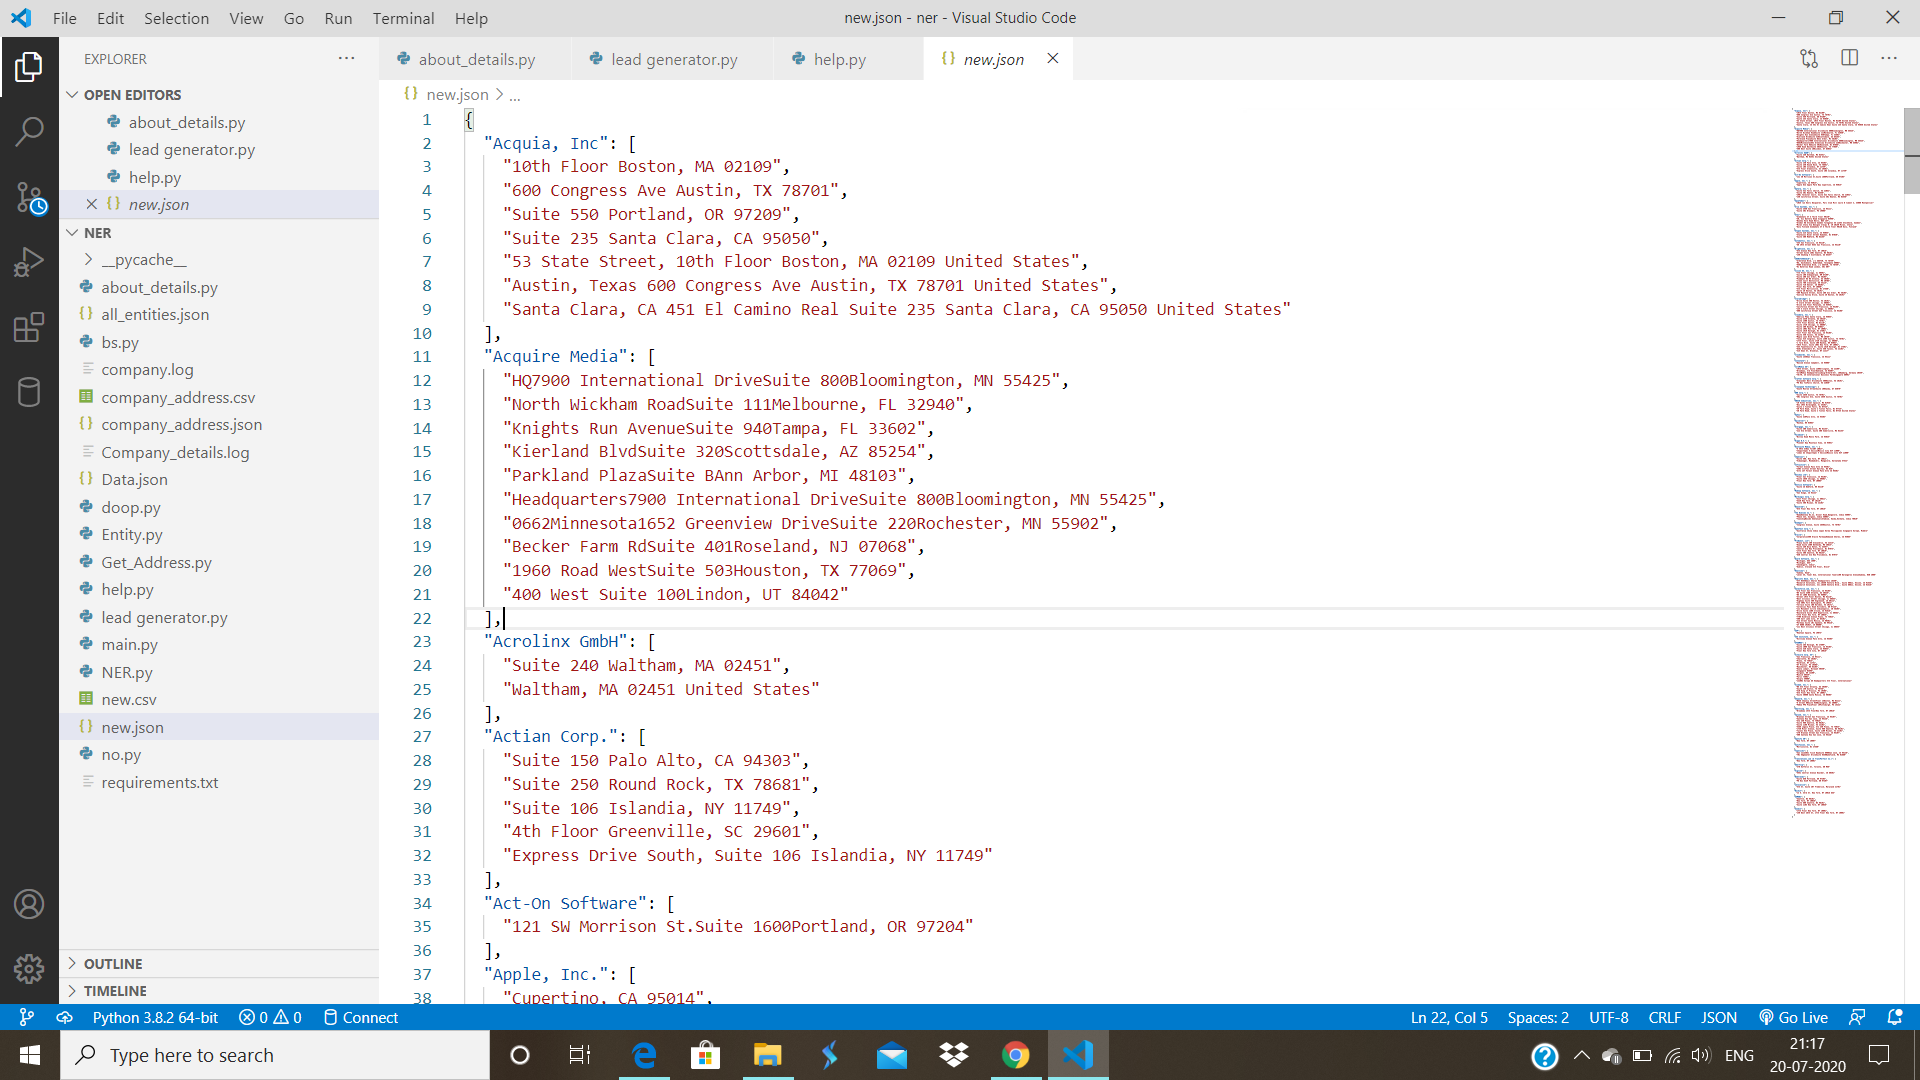 File Edit Selection View Go Run Terminal Help
new.json - ner - Visual Studio Code
EXPLORER
OPEN EDITORS
about_details.py
lead generator.py
help.py
new.json
NER
__pycache__
about_details.py
all_entities.json
bs.py
company.log
company_address.csv
company_address.json
Company_details.log
Data.json
doop.py
Entity.py
Get_Address.py
help.py
lead generator.py
main.py
NER.py
new.csv
new.json
no.py
requirements.txt
OUTLINE
TIMELINE
about_details.py lead generator.py help.py {} new.json
{} new.json > ...
1 {
2 "Acquia, Inc": [
3 "10th Floor Boston, MA 02109",
4 "600 Congress Ave Austin, TX 78701",
5 "Suite 550 Portland, OR 97209",
6 "Suite 235 Santa Clara, CA 95050",
7 "53 State Street, 10th Floor Boston, MA 02109 United States",
8 "Austin, Texas 600 Congress Ave Austin, TX 78701 United States",
9 "Santa Clara, CA 451 El Camino Real Suite 235 Santa Clara, CA 95050 United States"
10 ],
11 "Acquire Media": [
12 "HQ7900 International DriveSuite 800Bloomington, MN 55425",
13 "North Wickham RoadSuite 111Melbourne, FL 32940",
14 "Knights Run AvenueSuite 940Tampa, FL 33602",
15 "Kierland BlvdSuite 320Scottsdale, AZ 85254",
16 "Parkland PlazaSuite BAnn Arbor, MI 48103",
17 "Headquarters7900 International DriveSuite 800Bloomington, MN 55425",
18 "0662Minnesota1652 Greenview DriveSuite 220Rochester, MN 55902",
19 "Becker Farm RdSuite 401Roseland, NJ 07068",
20 "1960 Road WestSuite 503Houston, TX 77069",
21 "400 West Suite 100Lindon, UT 84042"
22 ],
23 "Acrolinx GmbH": [
24 "Suite 240 Waltham, MA 02451",
25 "Waltham, MA 02451 United States"
26 ],
27 "Actian Corp.": [
28 "Suite 150 Palo Alto, CA 94303",
29 "Suite 250 Round Rock, TX 78681",
30 "Suite 106 Islandia, NY 11749",
31 "4th Floor Greenville, SC 29601",
32 "Express Drive South, Suite 106 Islandia, NY 11749"
33 ],
34 "Act-On Software": [
35 "121 SW Morrison St.Suite 1600Portland, OR 97204"
36 ],
37 "Apple, Inc.": [
38 "Cupertino, CA 95014",
Python 3.8.2 64-bit 0 0 Connect
Ln 22, Col 5 Spaces: 2 UTF-8 CRLF JSON Go Live
Type here to search
ENG
21:17
20-07-2020